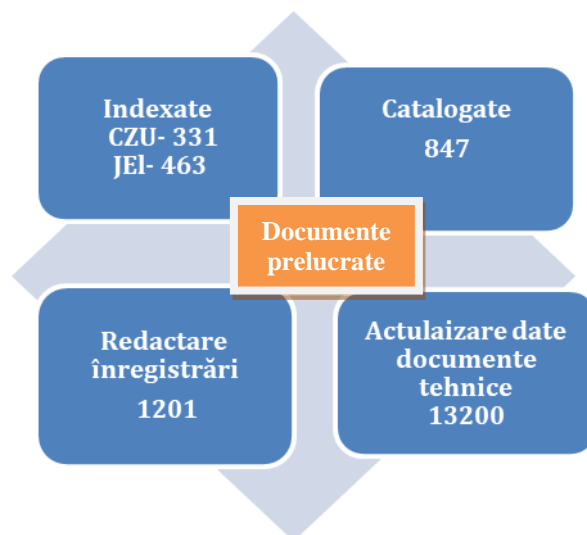 Indexate
CZU- 331
JEl- 463
Catalogate
847
Documente
prelucrate
Redactare
înregistrări
1201
Actulaizare date
documente
tehnice
13200